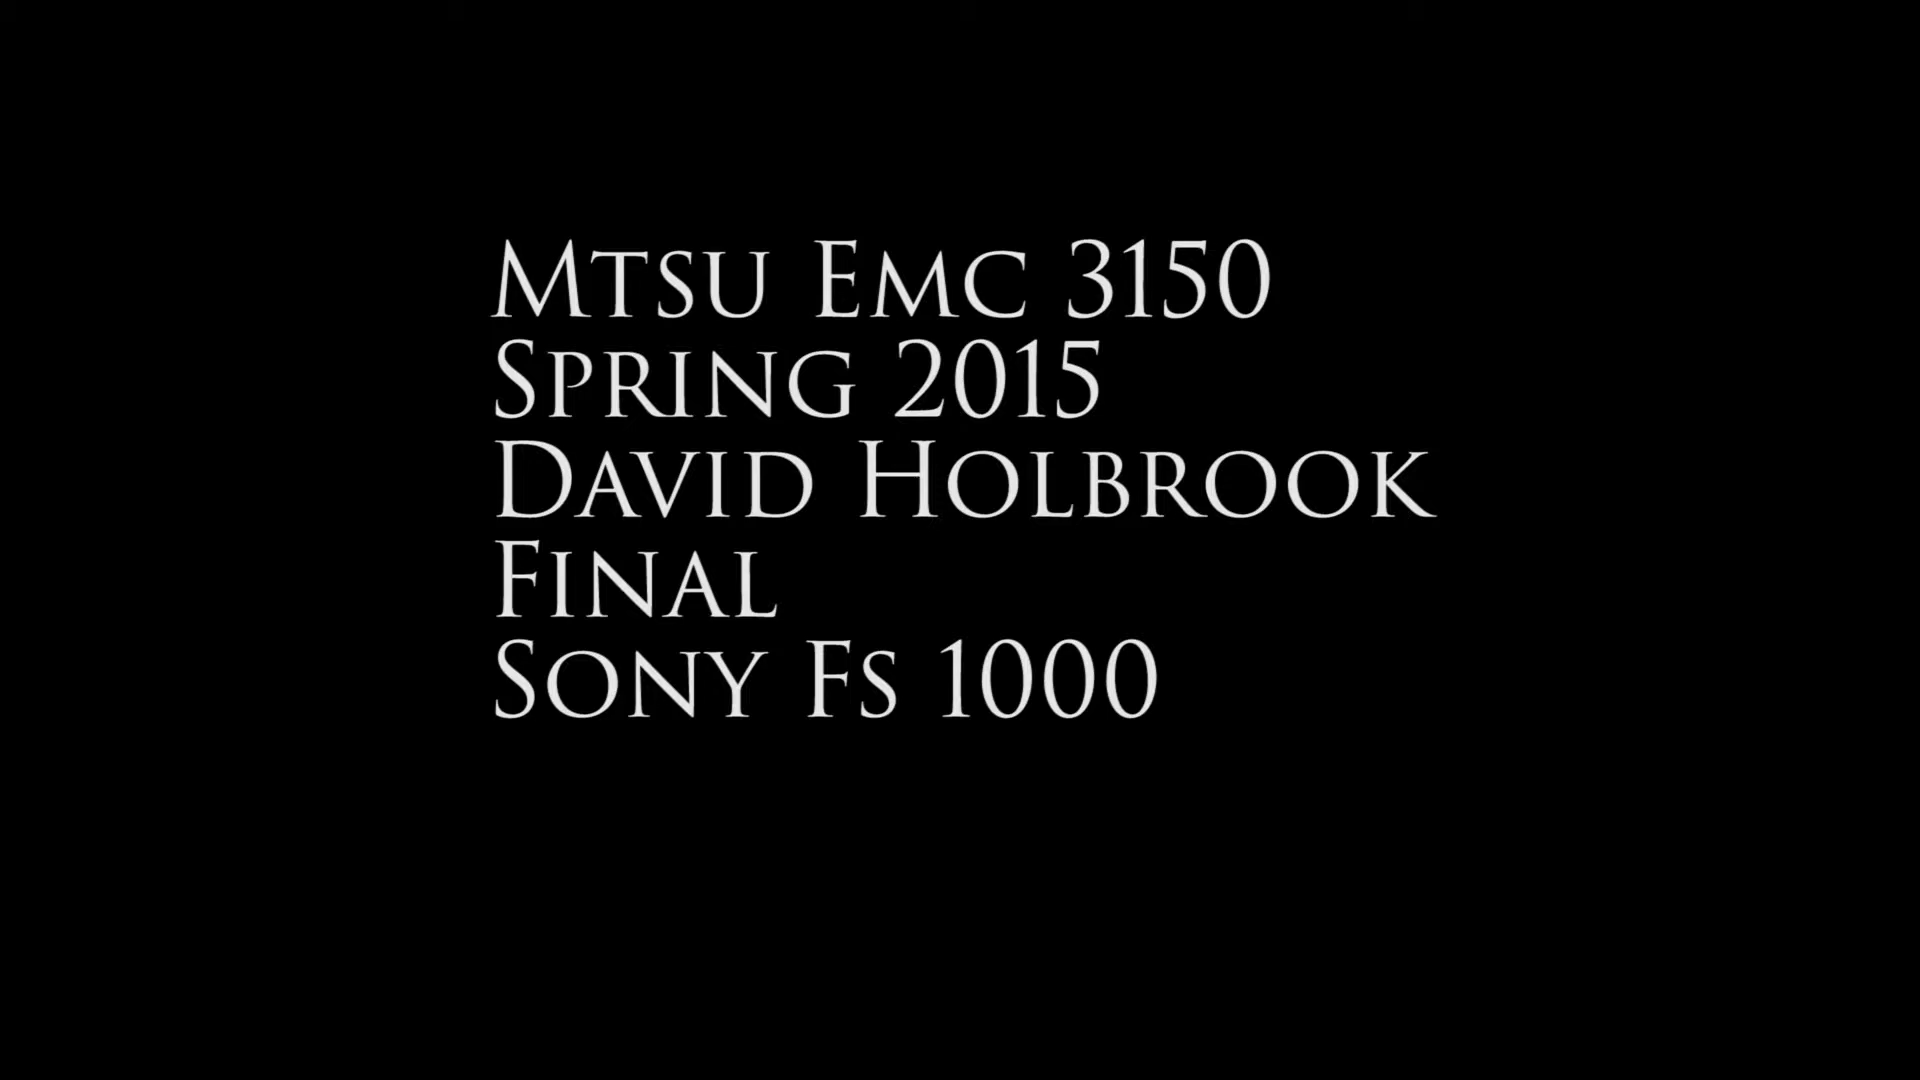 Mtsu Emc 3150
Spring 2015
David Holbrook
Final
Sony Fs 1000